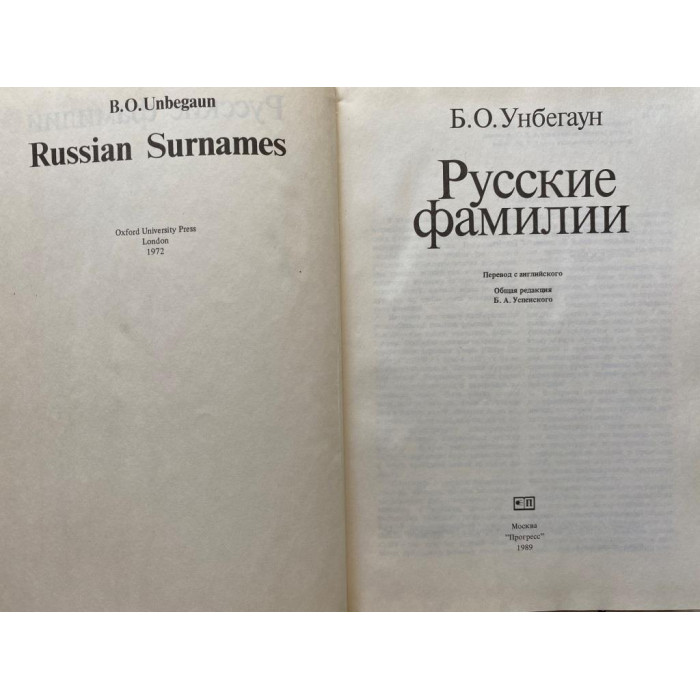 B.O.Unbegaun
Russian Surnames
Oxford University Press
London
1972
Б.О.Унбегаун
Русские
фамилии
Перевод с английского
Общая редакция
Б. А. Успенского
Москва
"Прогресс"
1989